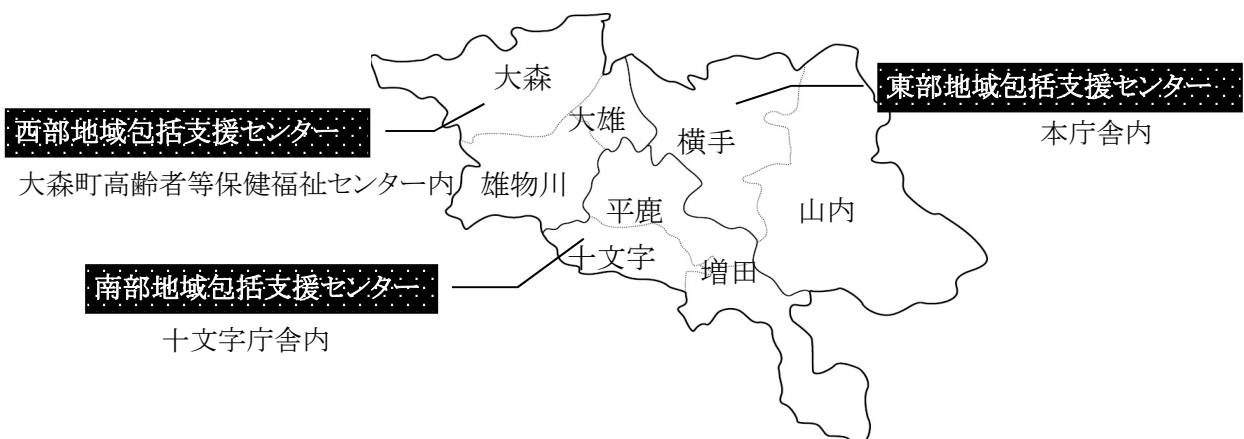 大森
東部地域包括支援センター
西部地域包括支援センター
大雄
横手
本庁舎内
大森町高齢者等保健福祉センター内
雄物川
平鹿
山内
十文字
増田
南部地域包括支援センター
十文字庁舎内